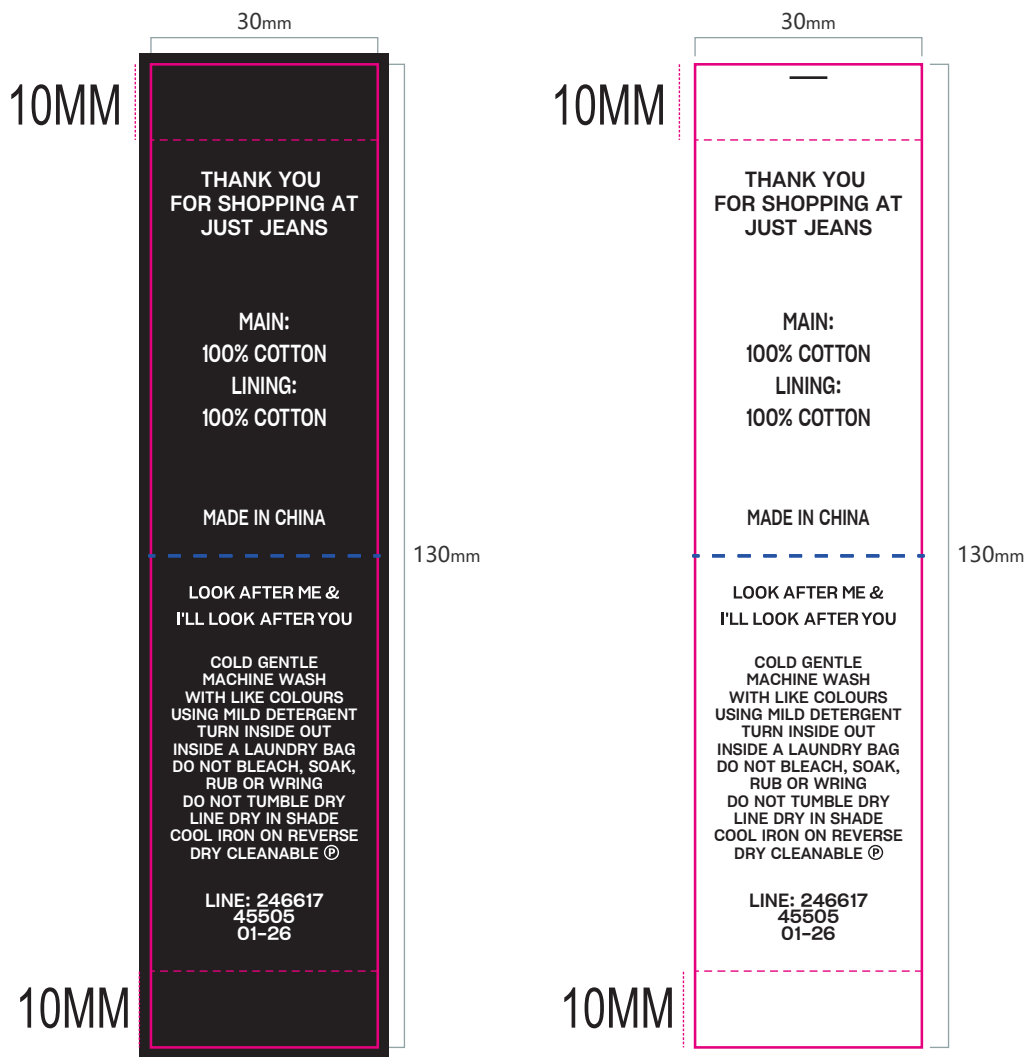 30mm
10MM
THANK YOU
FOR SHOPPING AT
JUST JEANS
MAIN:
100% COTTON
LINING:
100% COTTON
MADE IN CHINA
130mm
LOOK AFTER ME &
I'LL LOOK AFTER YOU
COLD GENTLE
MACHINE WASH
WITH LIKE COLOURS
USING MILD DETERGENT
TURN INSIDE OUT
INSIDE A LAUNDRY BAG
DO NOT BLEACH, SOAK,
RUB OR WRING
DO NOT TUMBLE DRY
LINE DRY IN SHADE
COOL IRON ON REVERSE
DRY CLEANABLE Ⓟ
LINE: 246617
45505
01-26
10MM
30mm
10MM
THANK YOU
FOR SHOPPING AT
JUST JEANS
MAIN:
100% COTTON
LINING:
100% COTTON
MADE IN CHINA
130mm
LOOK AFTER ME &
I'LL LOOK AFTER YOU
COLD GENTLE
MACHINE WASH
WITH LIKE COLOURS
USING MILD DETERGENT
TURN INSIDE OUT
INSIDE A LAUNDRY BAG
DO NOT BLEACH, SOAK,
RUB OR WRING
DO NOT TUMBLE DRY
LINE DRY IN SHADE
COOL IRON ON REVERSE
DRY CLEANABLE Ⓟ
LINE: 246617
45505
01-26
10MM